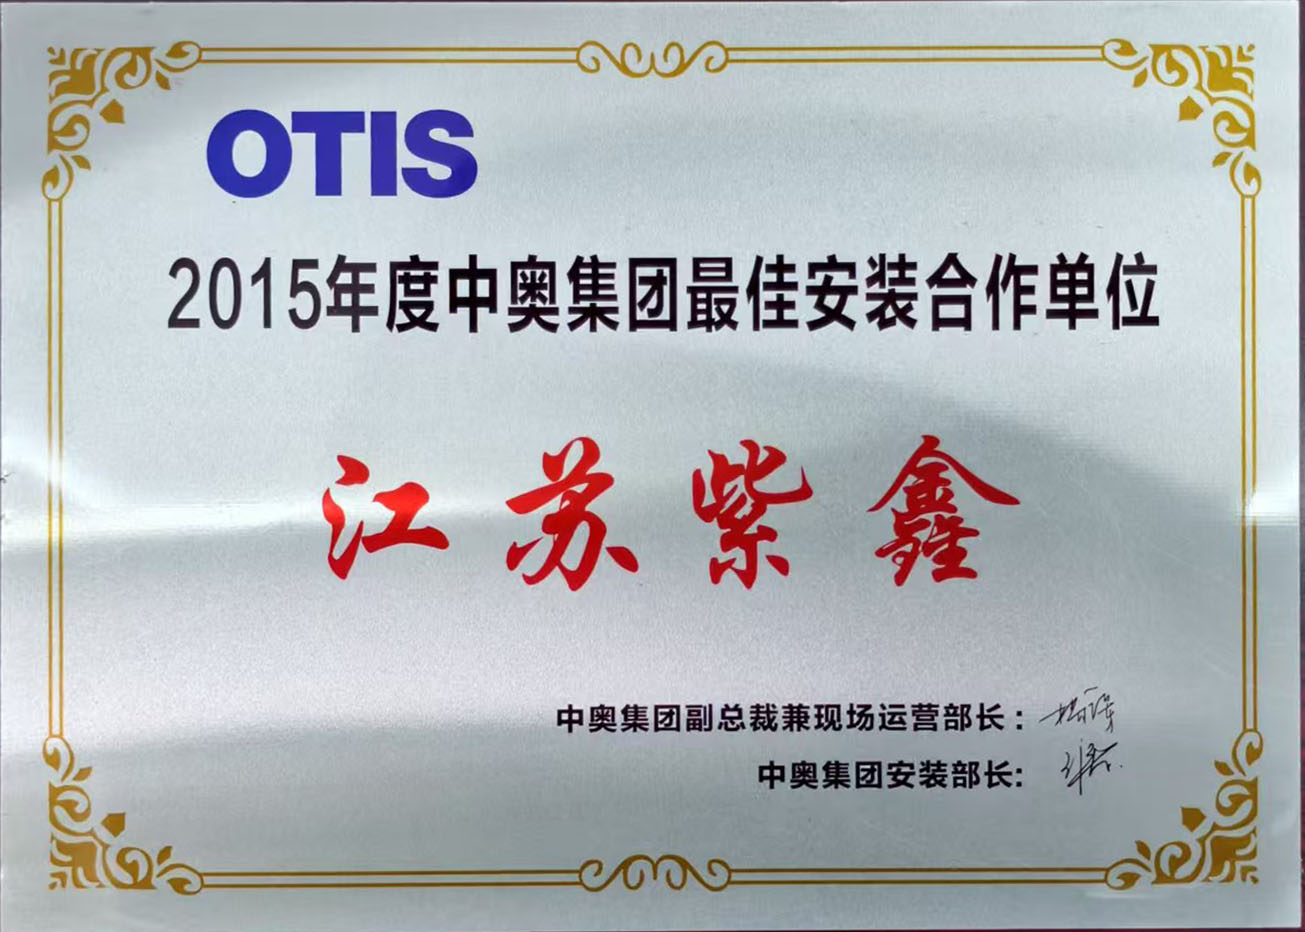 OTIS
2015年度中奥集团最佳安装合作单位
江苏紫鑫
中奥集团副总裁兼现场运营部长：
中奥集团安装部长: